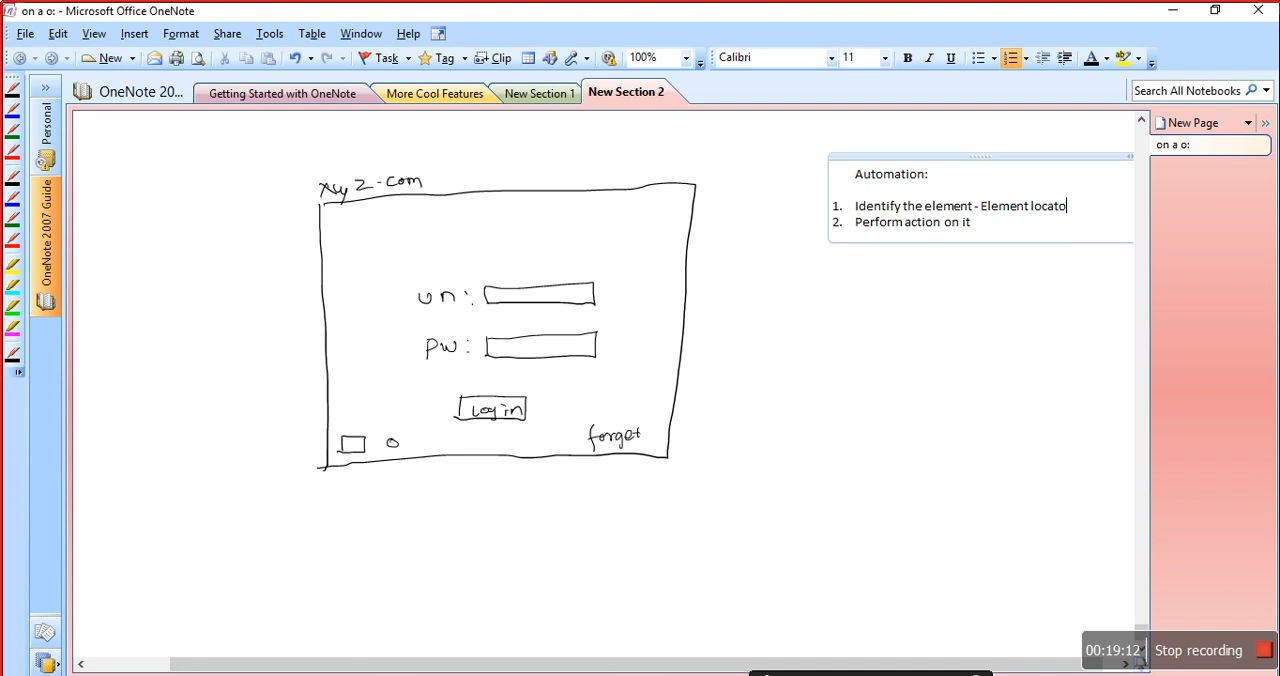 on a o: - Microsoft Office OneNote
File Edit View Insert Format Share Tools Table Window Help
New Task Tag Clip 100% Calibri 11 B I U A ab
OneNote 20... Getting Started with OneNote More Cool Features New Section 1 New Section 2 Search All Notebooks
Personal
OneNote 2007 Guide
New Page
on a o:
xyz.com
un:
pw:
Login
forget
Automation:
1. Identify the element - Element locato
2. Perform action on it
00:19:12 Stop recording